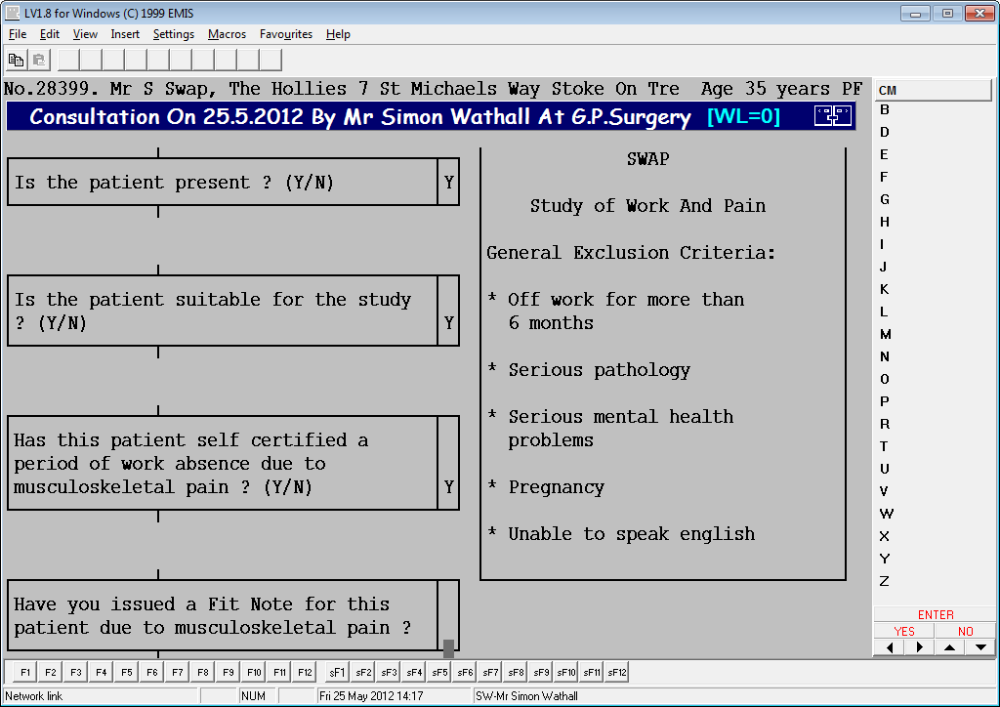 LV1.8 for Windows (C) 1999 EMIS
File Edit View Insert Settings Macros Favourites Help
No.28399. Mr S Swap, The Hollies 7 St Michaels Way Stoke On Tre Age 35 years PF
Consultation On 25.5.2012 By Mr Simon Wathall At G.P.Surgery [WL=0]
Is the patient present ? (Y/N) Y
Is the patient suitable for the study
? (Y/N) Y
Has this patient self certified a
period of work absence due to
musculoskeletal pain ? (Y/N) Y
Have you issued a Fit Note for this
patient due to musculoskeletal pain ?
SWAP
Study of Work And Pain
General Exclusion Criteria:
* Off work for more than
6 months
* Serious pathology
* Serious mental health
problems
* Pregnancy
* Unable to speak english
CM
B
D
E
F
G
H
I
J
K
L
M
N
O
P
R
T
U
V
W
X
Y
Z
ENTER
YES NO
F1 F2 F3 F4 F5 F6 F7 F8 F9 F10 F11 F12 sF1 sF2 sF3 sF4 sF5 sF6 sF7 sF8 sF9 sF10 sF11 sF12
Network link NUM Fri 25 May 2012 14:17 SW-Mr Simon Wathall